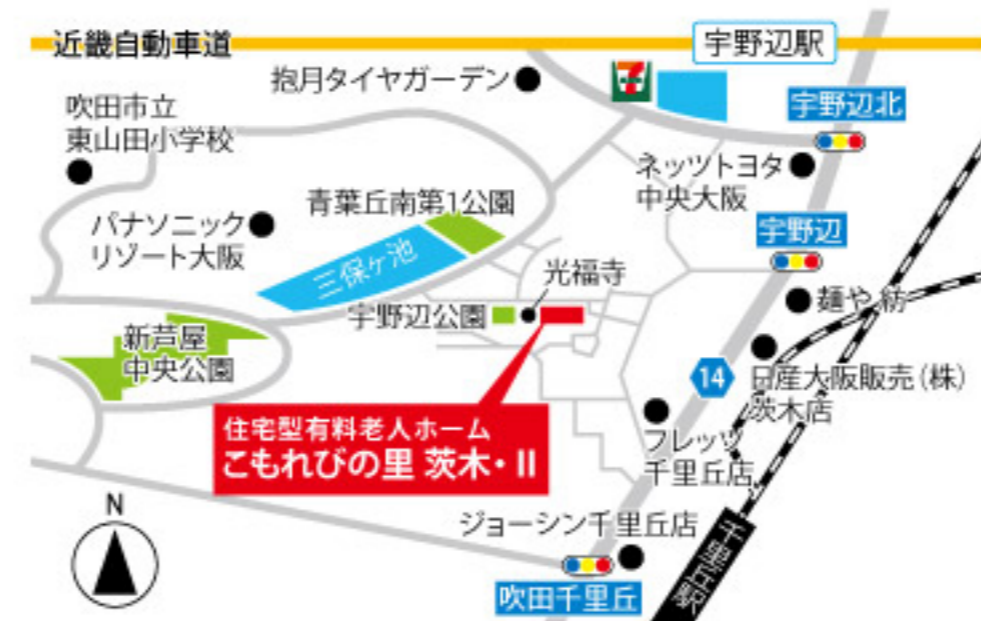 近畿自動車道
宇野辺駅
抱月タイヤガーデン
7
宇野辺北
吹田市立
東山田小学校
ネッツトヨタ
中央大阪
青葉丘南第1公園
パナソニック
リゾート大阪
宇野辺
三保ヶ池
光福寺
麺や 紡
宇野辺公園
新芦屋
中央公園
14
日産大阪販売(株)
茨木店
住宅型有料老人ホーム
こもれびの里 茨木・II
フレッツ
千里丘店
N
ジョーシン千里丘店
千里丘駅
吹田千里丘